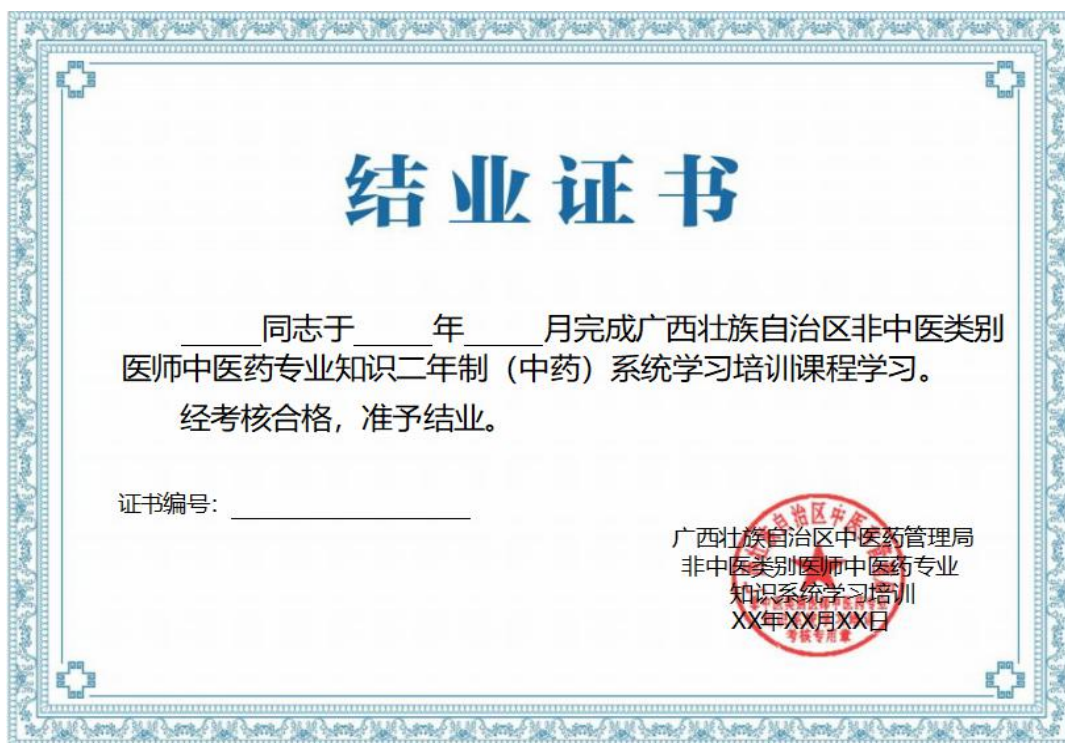 结业证书
______同志于______年______月完成广西壮族自治区非中医类别
医师中医药专业知识二年制（中药）系统学习培训课程学习。
经考核合格，准予结业。
证书编号：__________________
广西壮族自治区中医药管理局
非中医类别医师中医药专业
知识系统学习培训
XX年XX月XX日
考核专用章